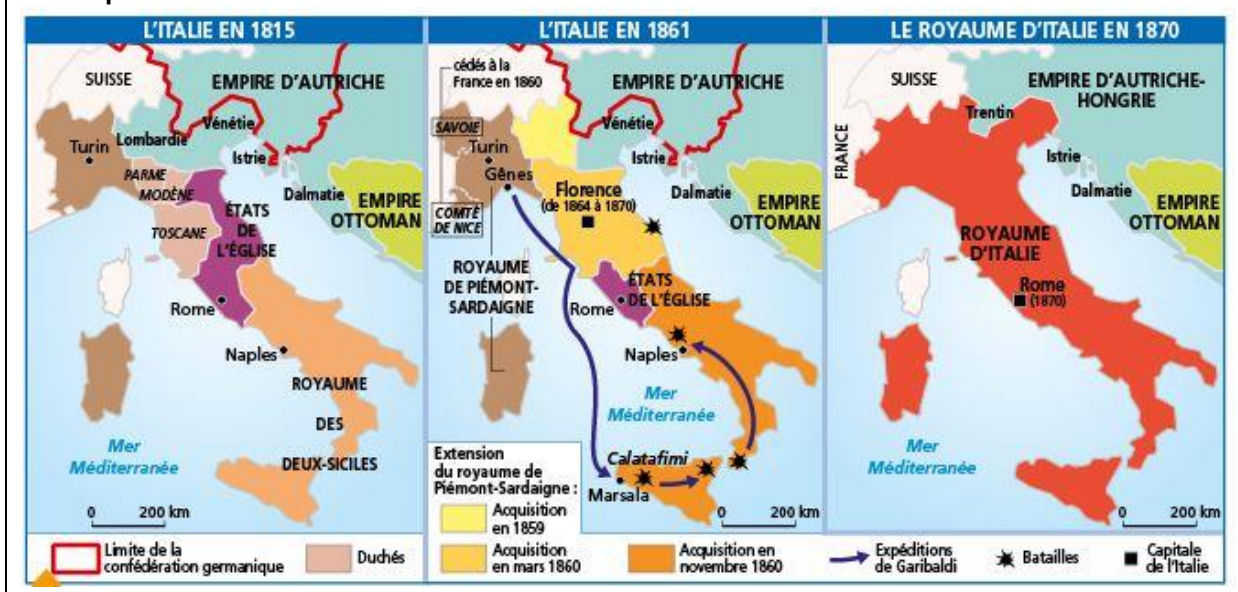 L'ITALIE EN 1815
SUISSE
EMPIRE D'AUTRICHE
Vénétie
Lombardie
Turin
Istrie
PARME
MODÈNE
Dalmatie
EMPIRE
OTTOMAN
ÉTATS
DE
L'ÉGLISE
TOSCANE
Rome
Naples
ROYAUME
DES
DEUX-SICILES
Mer
Méditerranée
0 200 km
L'ITALIE EN 1861
cédés à la
France en 1860
EMPIRE D'AUTRICHE
SAVOIE
Vénétie
Turin
Istrie
Gênes
Florence
(de 1864 à 1870)
Dalmatie
EMPIRE
OTTOMAN
COMTÉ
DE NICE
ROYAUME
DE PIÉMONT-
SARDAIGNE
ÉTATS
DE L'ÉGLISE
Rome
Naples
Mer
Méditerranée
Calatafimi
Marsala
Extension
du royaume de
Piémont-Sardaigne :
Acquisition
en 1859
0 200 km
LE ROYAUME D'ITALIE EN 1870
SUISSE
EMPIRE D'AUTRICHE-
HONGRIE
Trentin
FRANCE
Istrie
Dalmatie
EMPIRE
OTTOMAN
ROYAUME
D'ITALIE
Rome
(1870)
Mer
Méditerranée
0 200 km
Limite de la
confédération germanique
Duchés
Acquisition
en mars 1860
Acquisition en
novembre 1860
Expéditions
de Garibaldi
Batailles
Capitale
de l'Italie